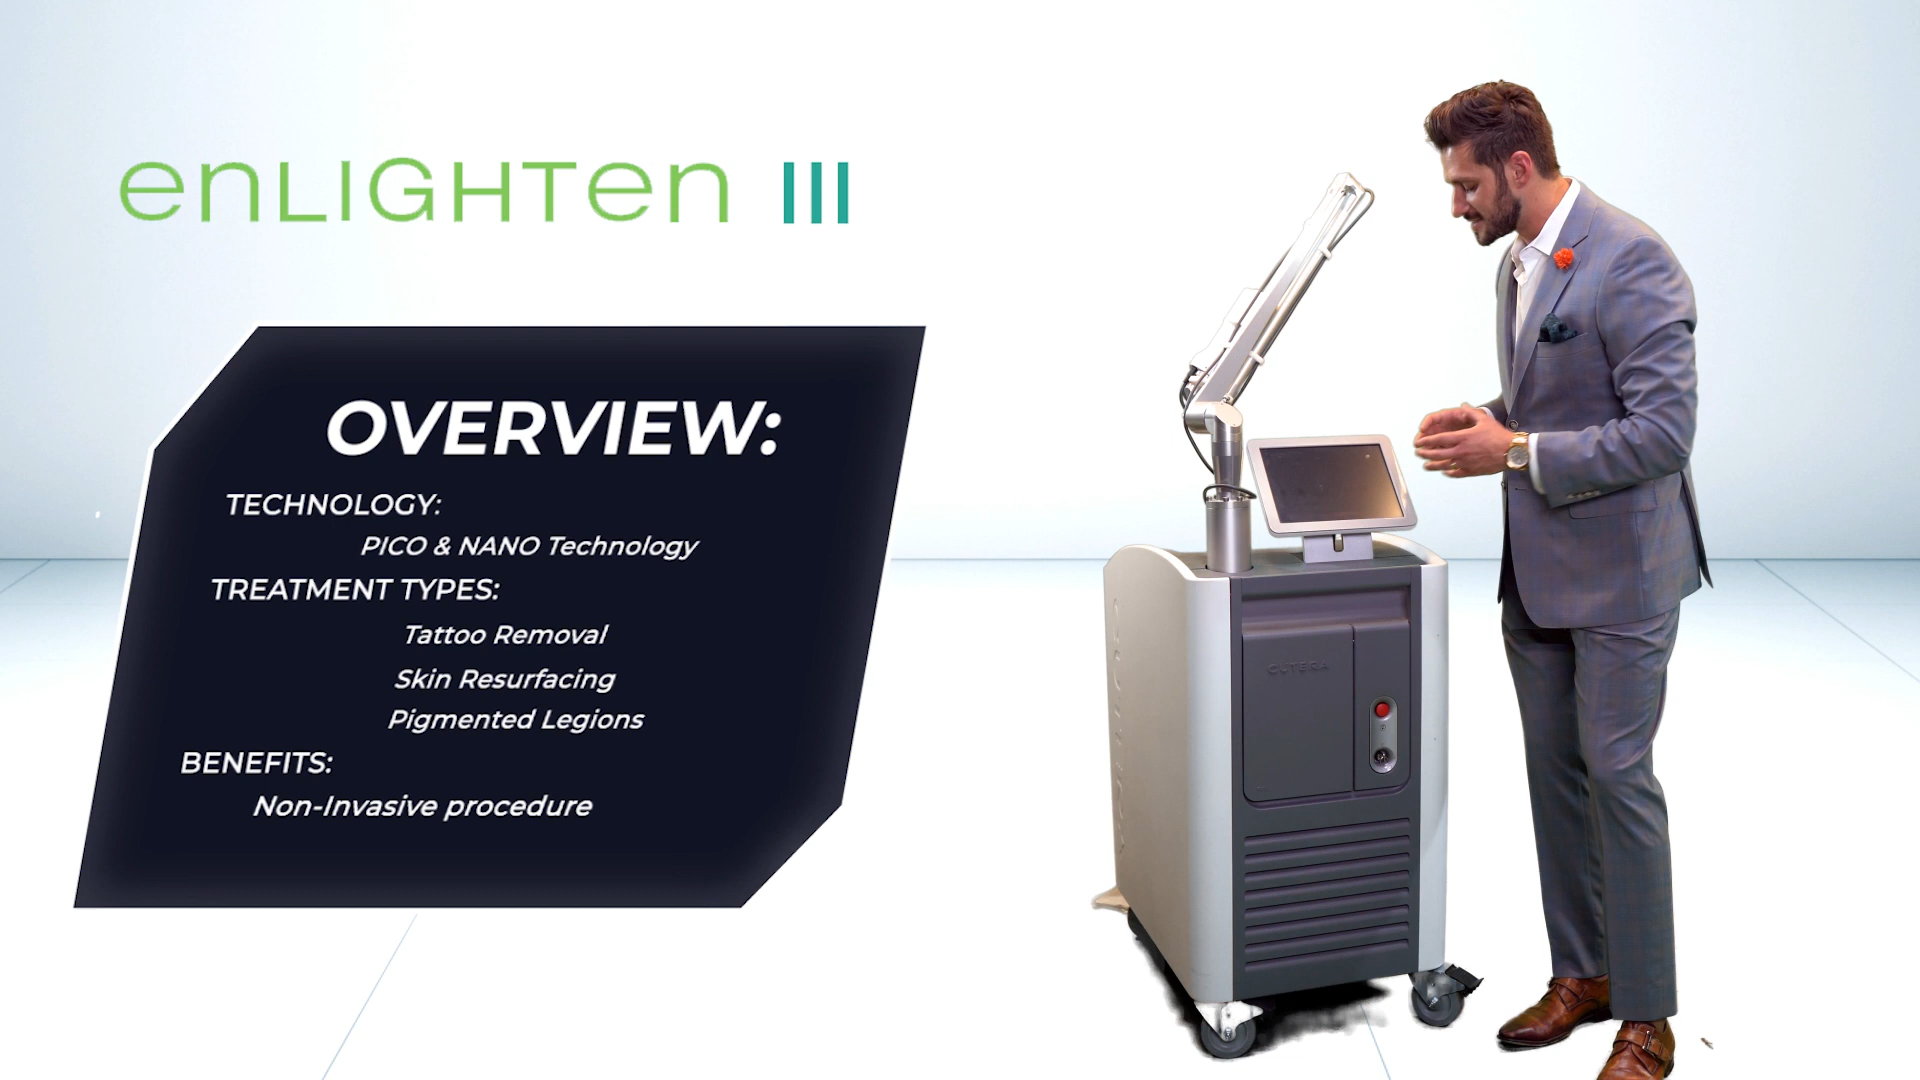 enLIGHTen III
OVERVIEW:
TECHNOLOGY:
PICO & NANO Technology
TREATMENT TYPES:
Tattoo Removal
Skin Resurfacing
Pigmented Legions
BENEFITS:
Non-Invasive procedure
CUTERA